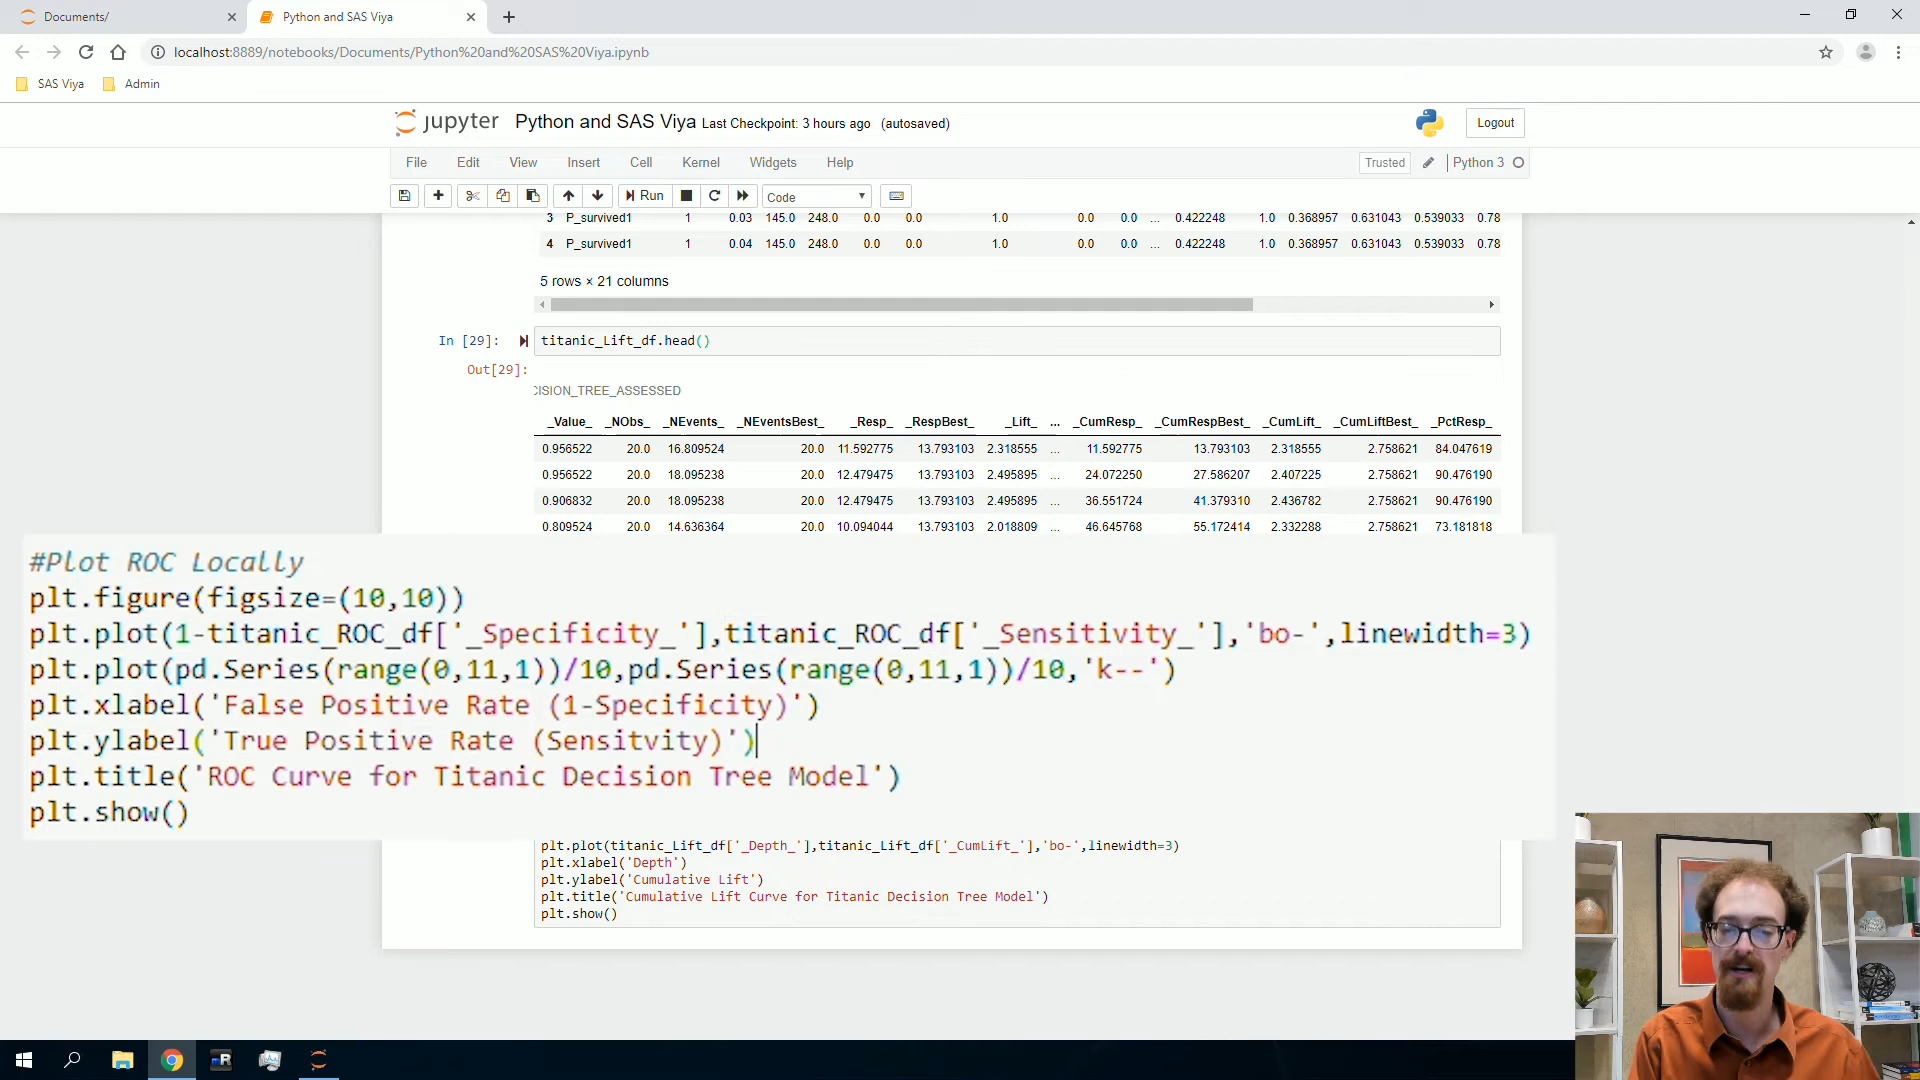 Documents/
Python and SAS Viya
localhost:8889/notebooks/Documents/Python%20and%20SAS%20Viya.ipynb
SAS Viya Admin
jupyter Python and SAS Viya Last Checkpoint: 3 hours ago (autosaved)
Logout
File Edit View Insert Cell Kernel Widgets Help
Trusted Python 3
Run Code
3 P_survived1 1 0.03 145.0 248.0 0.0 0.0 1.0 0.0 0.0 ... 0.422248 1.0 0.368957 0.631043 0.539033 0.78
4 P_survived1 1 0.04 145.0 248.0 0.0 0.0 1.0 0.0 0.0 ... 0.422248 1.0 0.368957 0.631043 0.539033 0.78
5 rows × 21 columns
In [29]: titanic_Lift_df.head()
Out[29]:
CISION_TREE_ASSESSED
_Value_ _NObs_ _NEvents_ _NEventsBest_ _Resp_ _RespBest_ _Lift_ ... _CumResp_ _CumRespBest_ _CumLift_ _CumLiftBest_ _PctResp_
0.956522 20.0 16.809524 20.0 11.592775 13.793103 2.318555 ... 11.592775 13.793103 2.318555 2.758621 84.047619
0.956522 20.0 18.095238 20.0 12.479475 13.793103 2.495895 ... 24.072250 27.586207 2.407225 2.758621 90.476190
0.906832 20.0 18.095238 20.0 12.479475 13.793103 2.495895 ... 36.551724 41.379310 2.436782 2.758621 90.476190
0.809524 20.0 14.636364 20.0 10.094044 13.793103 2.018809 ... 46.645768 55.172414 2.332288 2.758621 73.181818
#Plot ROC Locally
plt.figure(figsize=(10,10))
plt.plot(1-titanic_ROC_df['_Specificity_'],titanic_ROC_df['_Sensitivity_'],'bo-',linewidth=3)
plt.plot(pd.Series(range(0,11,1))/10,pd.Series(range(0,11,1))/10,'k--')
plt.xlabel('False Positive Rate (1-Specificity)')
plt.ylabel('True Positive Rate (Sensitvity)')
plt.title('ROC Curve for Titanic Decision Tree Model')
plt.show()
plt.plot(titanic_Lift_df['_Depth_'],titanic_Lift_df['_CumLift_'],'bo-',linewidth=3)
plt.xlabel('Depth')
plt.ylabel('Cumulative Lift')
plt.title('Cumulative Lift Curve for Titanic Decision Tree Model')
plt.show()
R